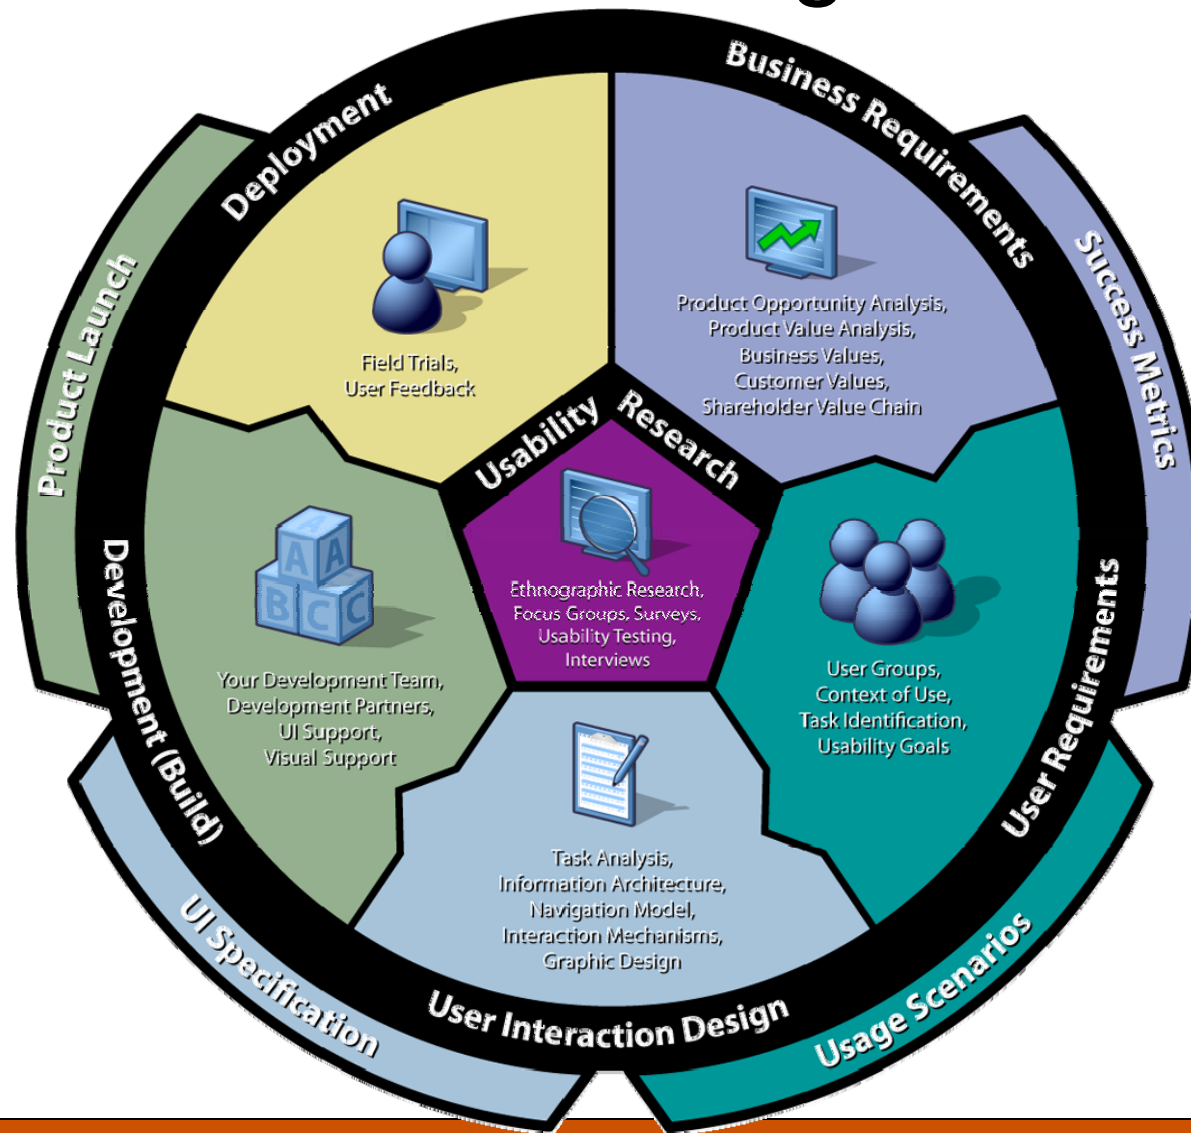 Deployment
Business Requirements
Product Launch
Success Metrics
Field Trials,
User Feedback
Product Opportunity Analysis,
Product Value Analysis,
Business Values,
Customer Values,
Shareholder Value Chain
Usability Research
Ethnographic Research,
Focus Groups, Surveys,
Usability Testing,
Interviews
Development (Build)
Your Development Team,
Development Partners,
UI Support,
Visual Support
User Requirements
User Groups,
Context of Use,
Task Identification,
Usability Goals
Task Analysis,
Information Architecture,
Navigation Model,
Interaction Mechanisms,
Graphic Design
User Interaction Design
UI Specification
Usage Scenarios
A
A A
B C C